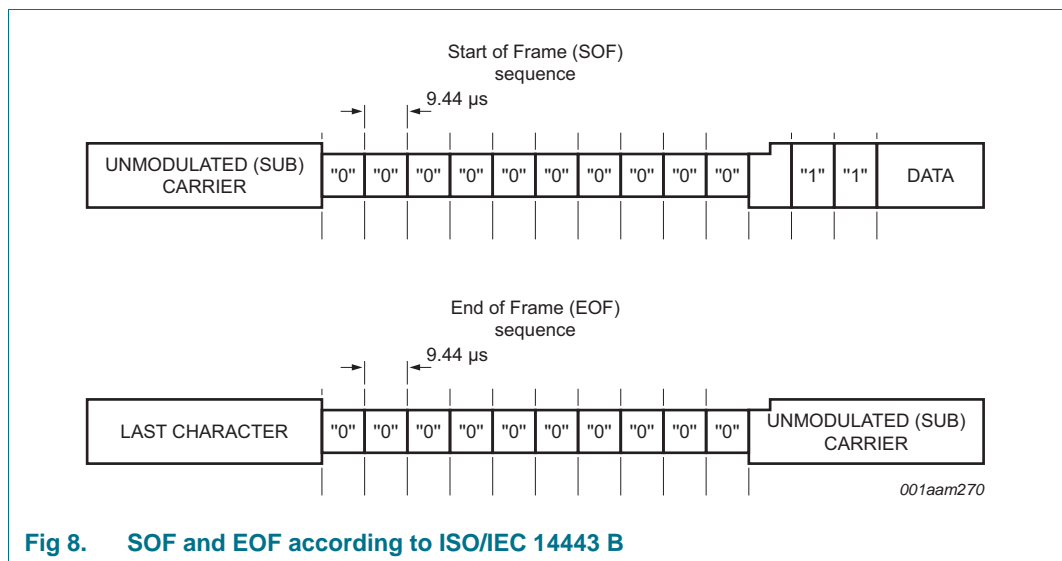 Start of Frame (SOF)
sequence
9.44 µs
UNMODULATED (SUB)
CARRIER
"0" "0" "0" "0" "0" "0" "0" "0" "0" "0"
"1" "1"
DATA
End of Frame (EOF)
sequence
9.44 µs
LAST CHARACTER
"0" "0" "0" "0" "0" "0" "0" "0" "0" "0"
UNMODULATED (SUB)
CARRIER
001aam270
Fig 8. SOF and EOF according to ISO/IEC 14443 B